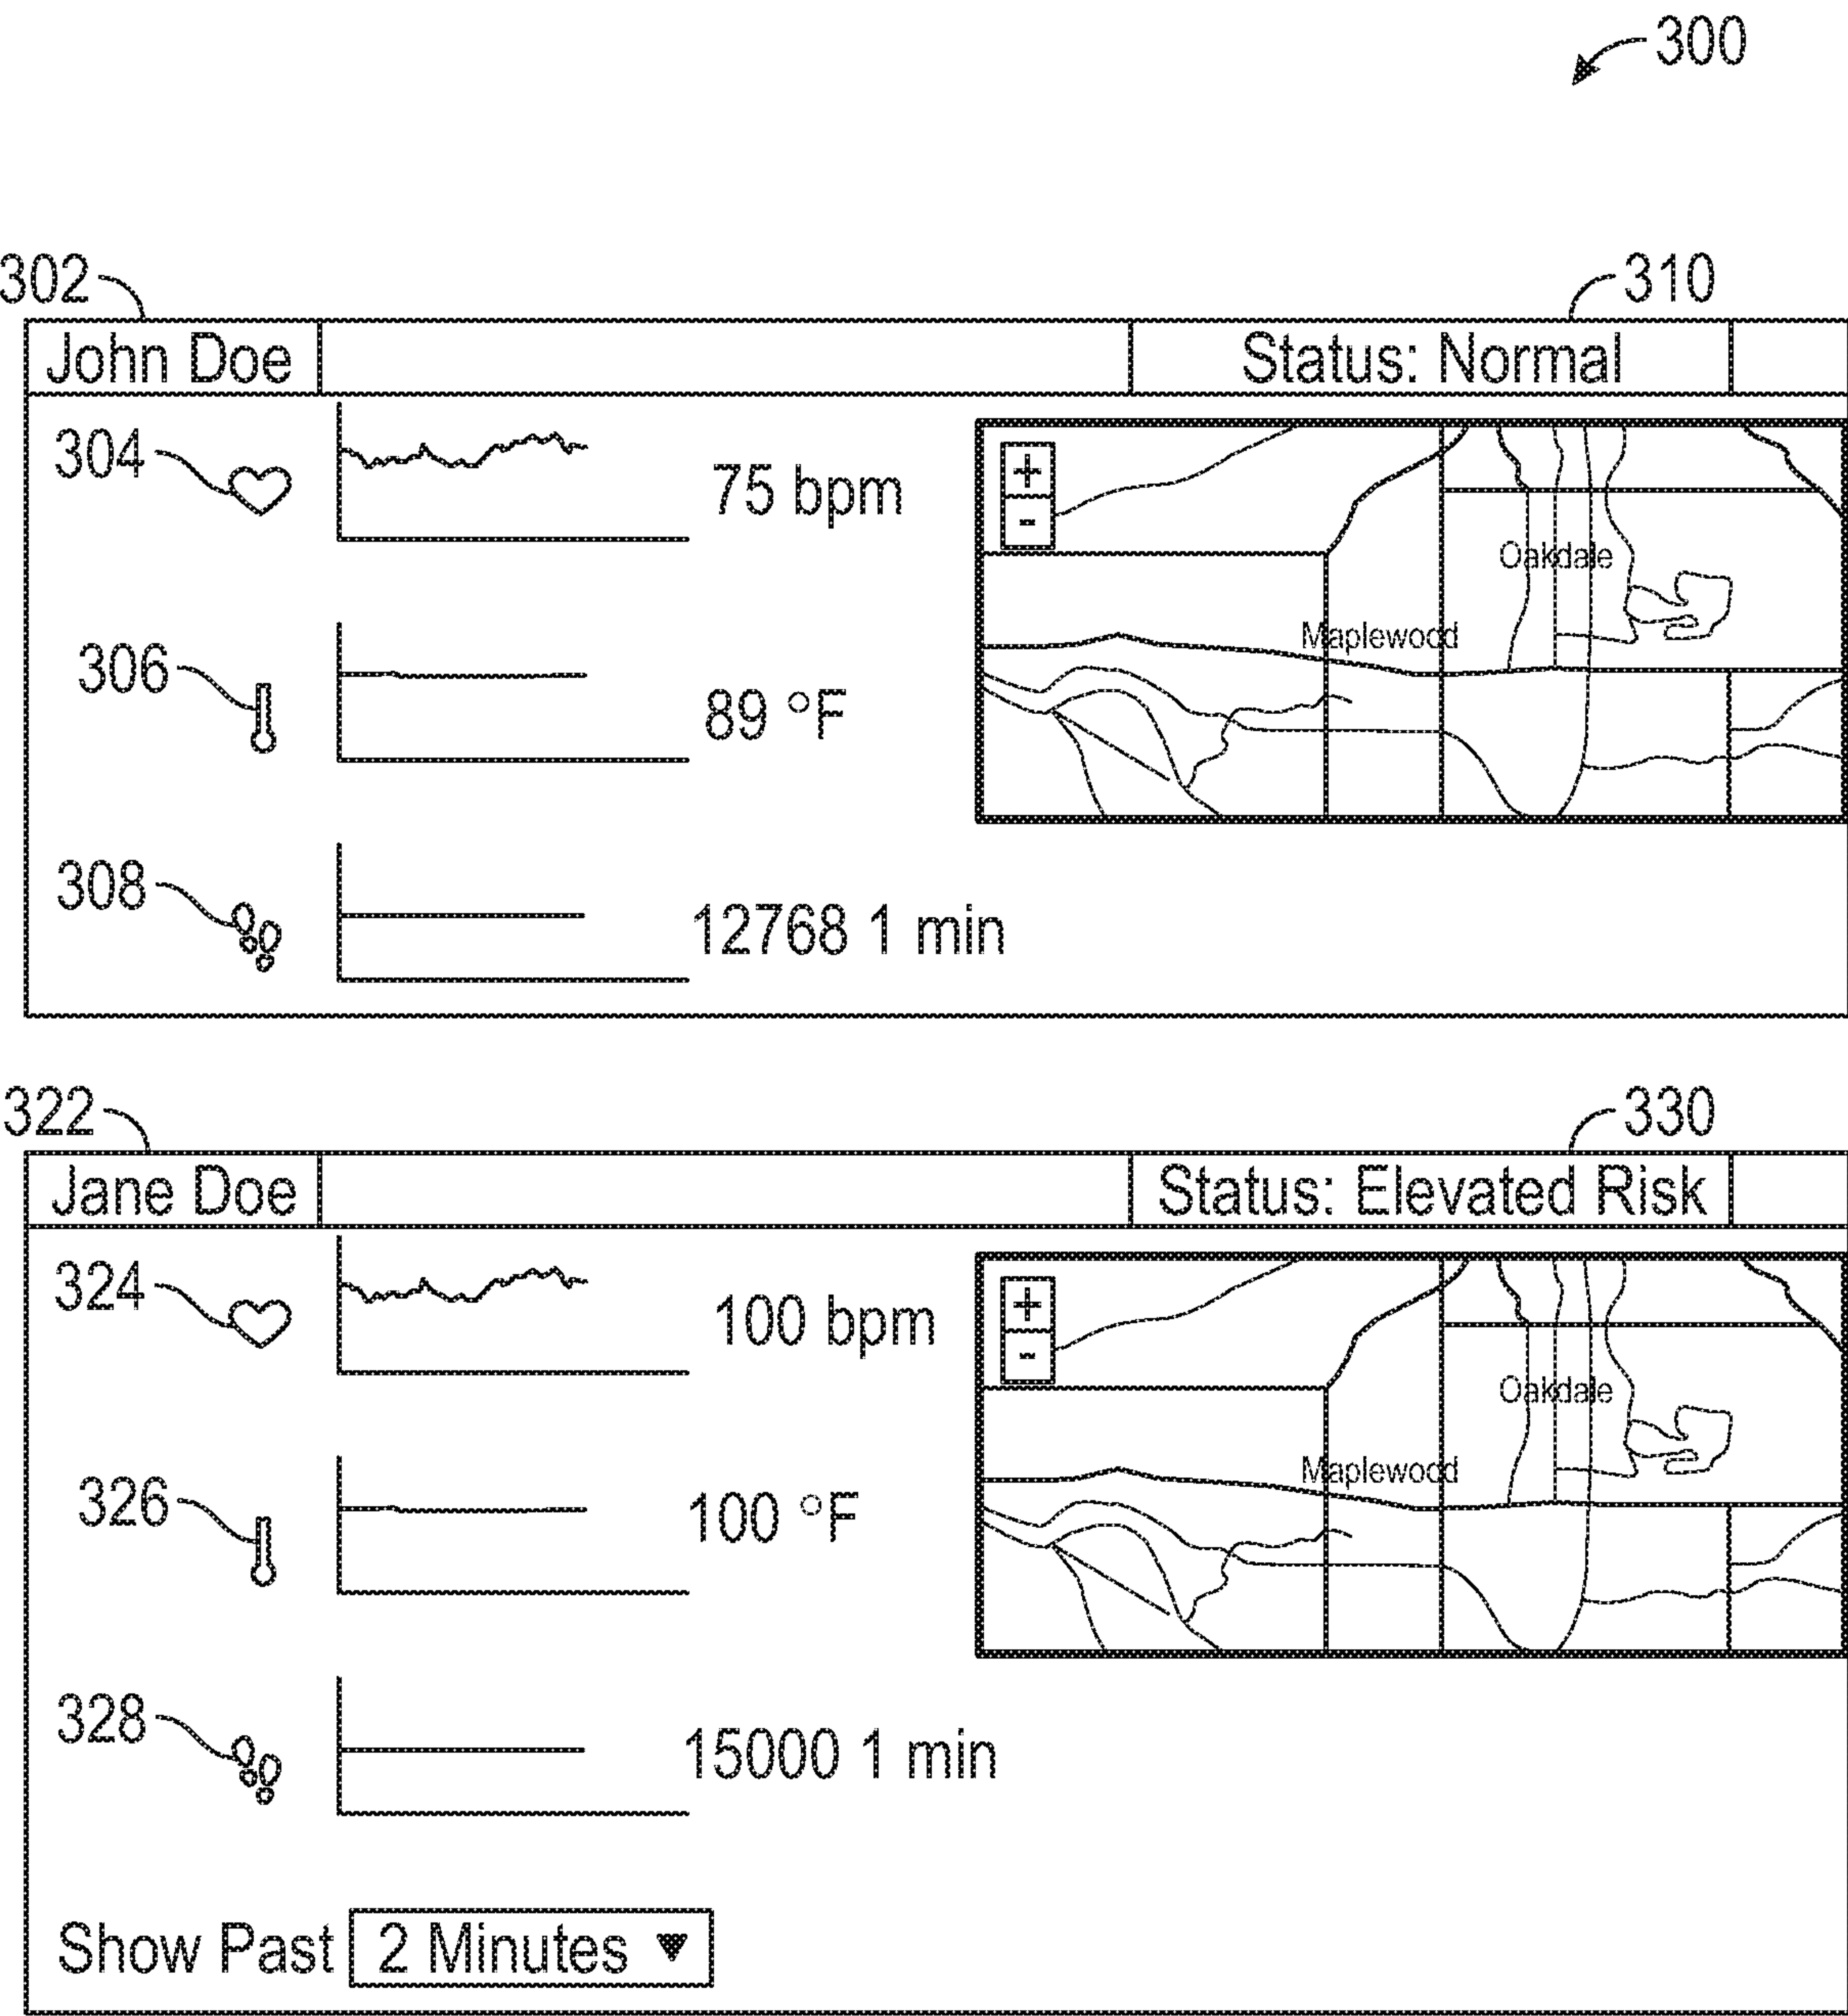 300
302
310
John Doe
Status: Normal
304
75 bpm
+
-
Oakdale
Maplewood
306
89 °F
308
12768 1 min
322
330
Jane Doe
Status: Elevated Risk
324
100 bpm
+
-
Oakdale
Maplewood
326
100 °F
328
15000 1 min
Show Past 2 Minutes ▼